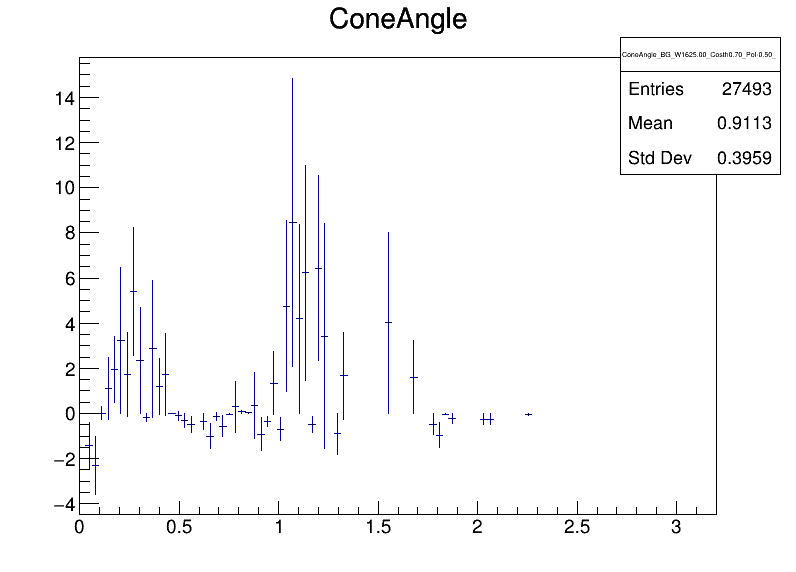 ConeAngle
ConeAngle_BG_W1625.00_Costh0.70_Pol-0.50_
Entries 27493
Mean 0.9113
Std Dev 0.3959
14
12
10
8
6
4
2
0
−2
−4
0 0.5 1 1.5 2 2.5 3